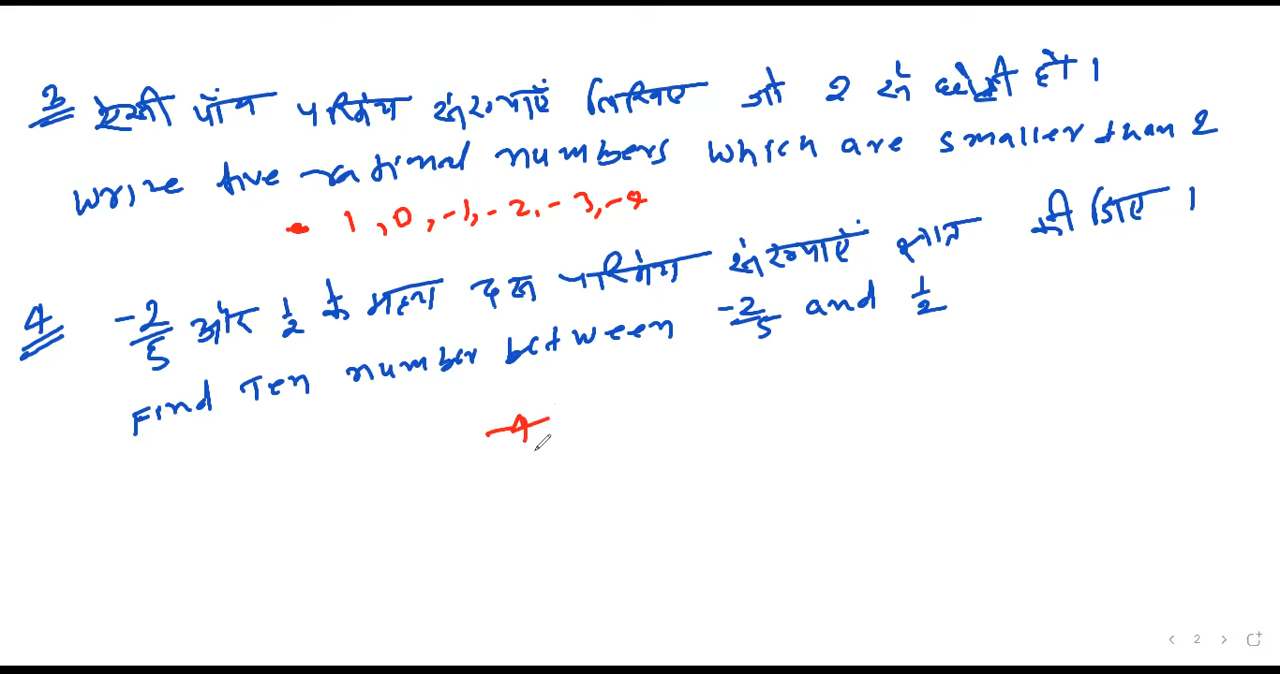 3 ऐसी पाँच परिमेय संख्याएँ लिखिए जो 2 से छोटी हो ।
Write five rational numbers which are smaller than 2
1, 0, -1, -2, -3, -4
4 -2/5 और 1/2 के मध्य दस परिमेय संख्याएँ ज्ञात कीजिए ।
Find Ten number between -2/5 and 1/2
2